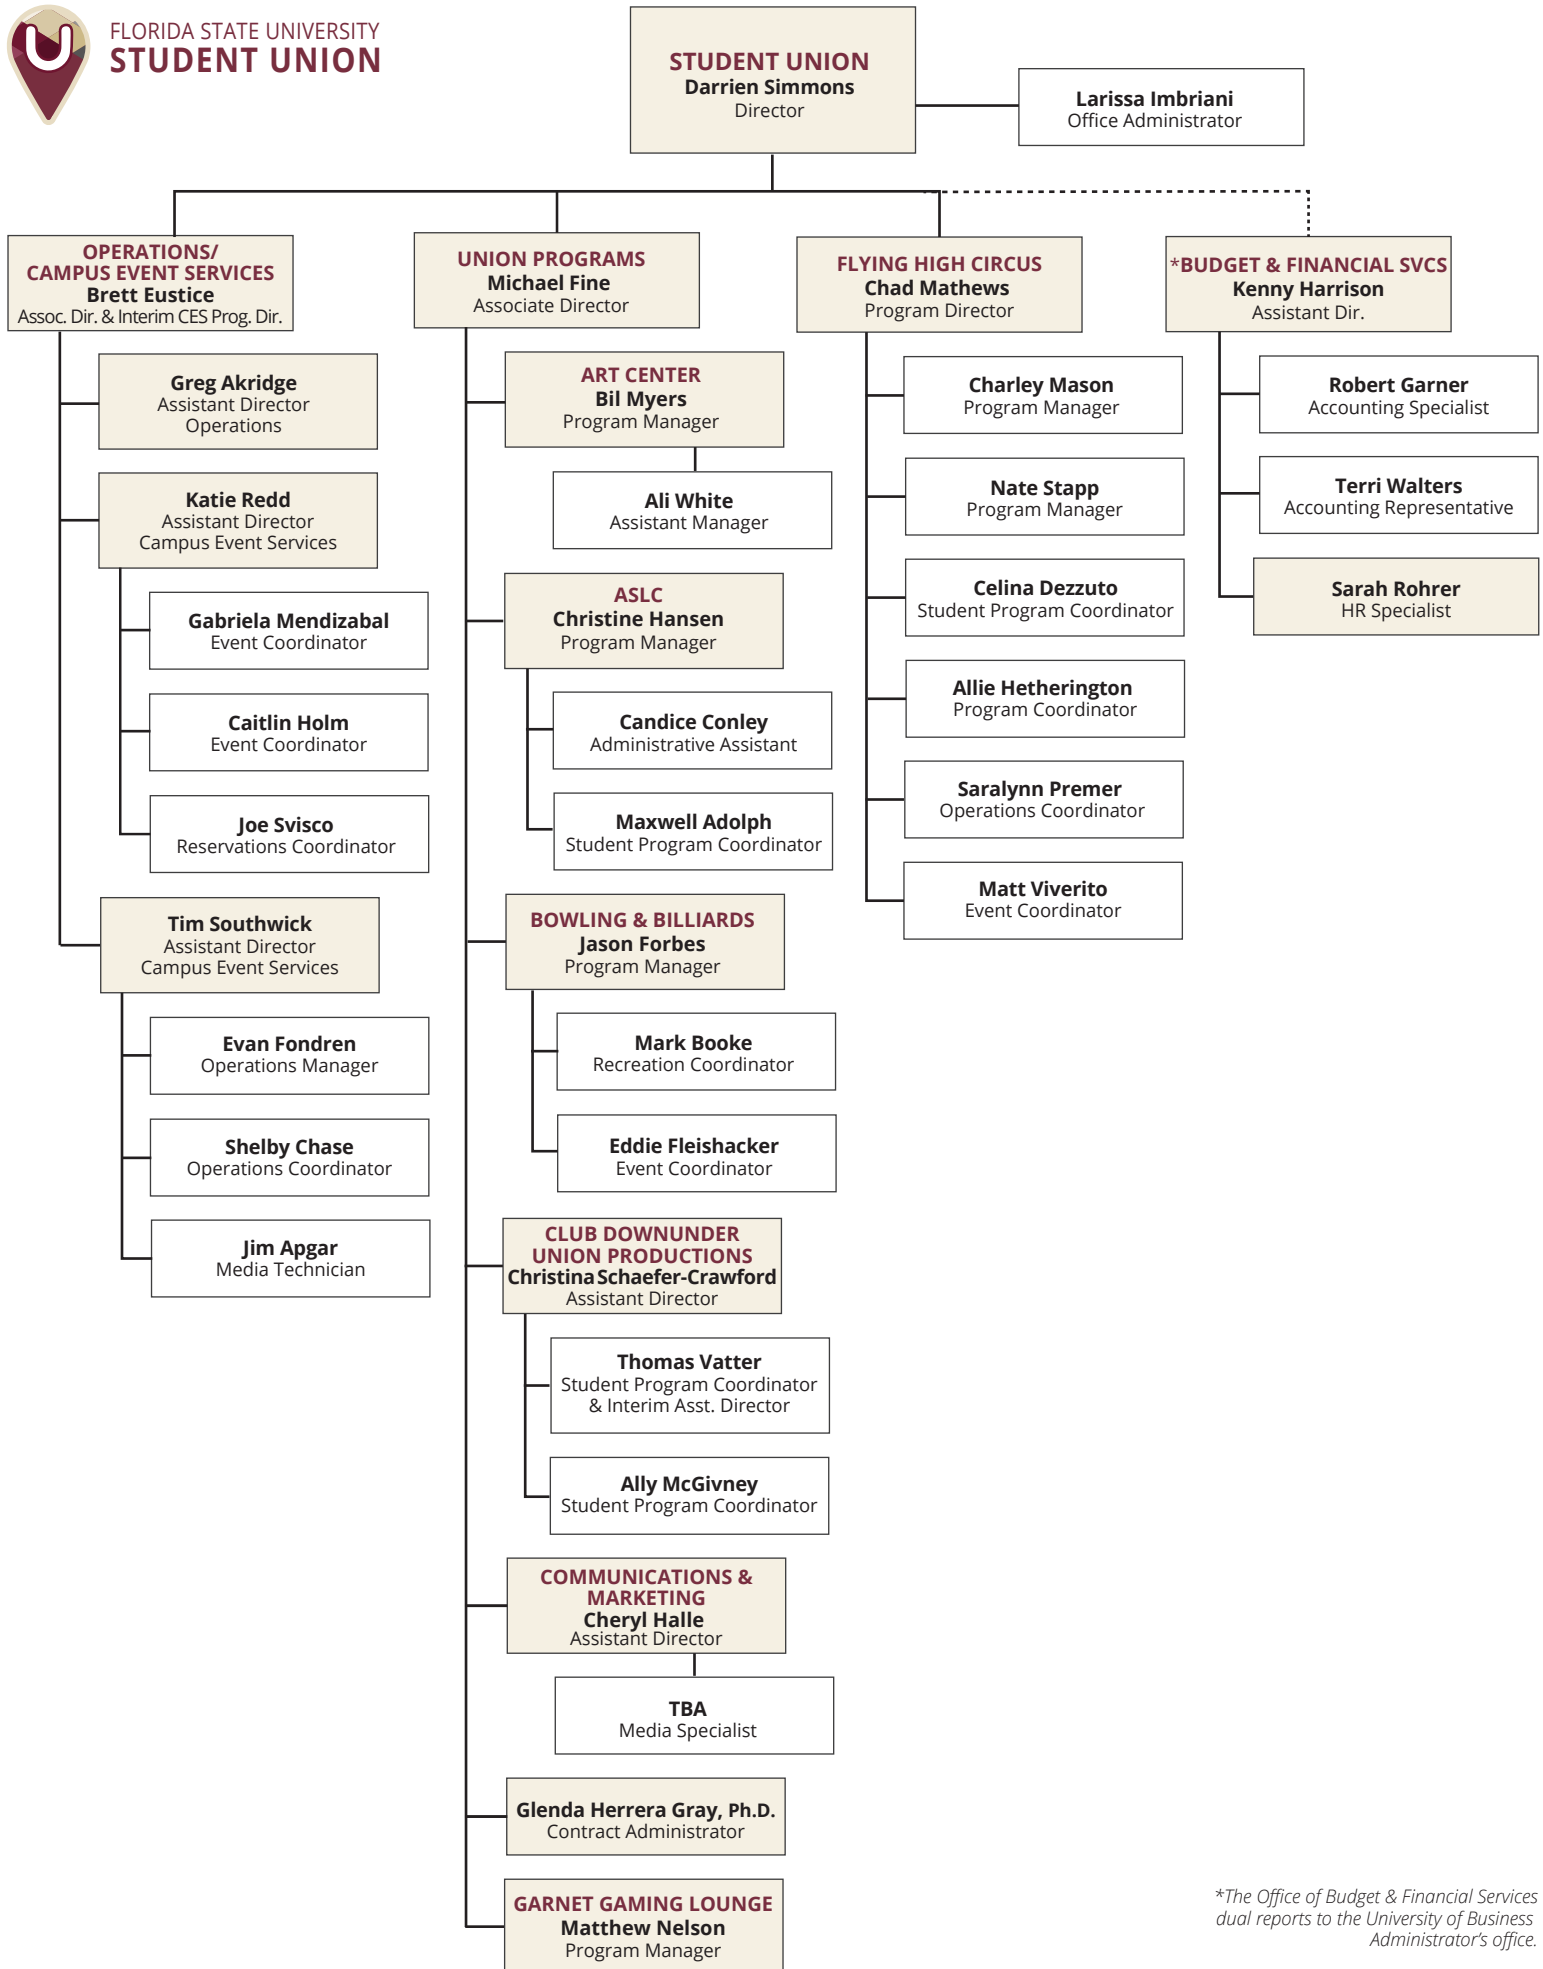 FLORIDA STATE UNIVERSITY
STUDENT UNION
STUDENT UNION
Darrien Simmons
Director
Larissa Imbriani
Office Administrator
OPERATIONS/
CAMPUS EVENT SERVICES
Brett Eustice
Assoc. Dir. & Interim CES Prog. Dir.
Greg Akridge
Assistant Director
Operations
Katie Redd
Assistant Director
Campus Event Services
Gabriela Mendizabal
Event Coordinator
Caitlin Holm
Event Coordinator
Joe Svisco
Reservations Coordinator
Tim Southwick
Assistant Director
Campus Event Services
Evan Fondren
Operations Manager
Shelby Chase
Operations Coordinator
Jim Apgar
Media Technician
UNION PROGRAMS
Michael Fine
Associate Director
ART CENTER
Bil Myers
Program Manager
Ali White
Assistant Manager
ASLC
Christine Hansen
Program Manager
Candice Conley
Administrative Assistant
Maxwell Adolph
Student Program Coordinator
BOWLING & BILLIARDS
Jason Forbes
Program Manager
Mark Booke
Recreation Coordinator
Eddie Fleishacker
Event Coordinator
CLUB DOWNUNDER
UNION PRODUCTIONS
Christina Schaefer-Crawford
Assistant Director
Thomas Vatter
Student Program Coordinator
& Interim Asst. Director
Ally McGivney
Student Program Coordinator
COMMUNICATIONS &
MARKETING
Cheryl Halle
Assistant Director
TBA
Media Specialist
Glenda Herrera Gray, Ph.D.
Contract Administrator
GARNET GAMING LOUNGE
Matthew Nelson
Program Manager
FLYING HIGH CIRCUS
Chad Mathews
Program Director
Charley Mason
Program Manager
Nate Stapp
Program Manager
Celina Dezzuto
Student Program Coordinator
Allie Hetherington
Program Coordinator
Saralynn Premer
Operations Coordinator
Matt Viverito
Event Coordinator
*BUDGET & FINANCIAL SVCS
Kenny Harrison
Assistant Dir.
Robert Garner
Accounting Specialist
Terri Walters
Accounting Representative
Sarah Rohrer
HR Specialist
*The Office of Budget & Financial Services
dual reports to the University of Business
Administrator's office.